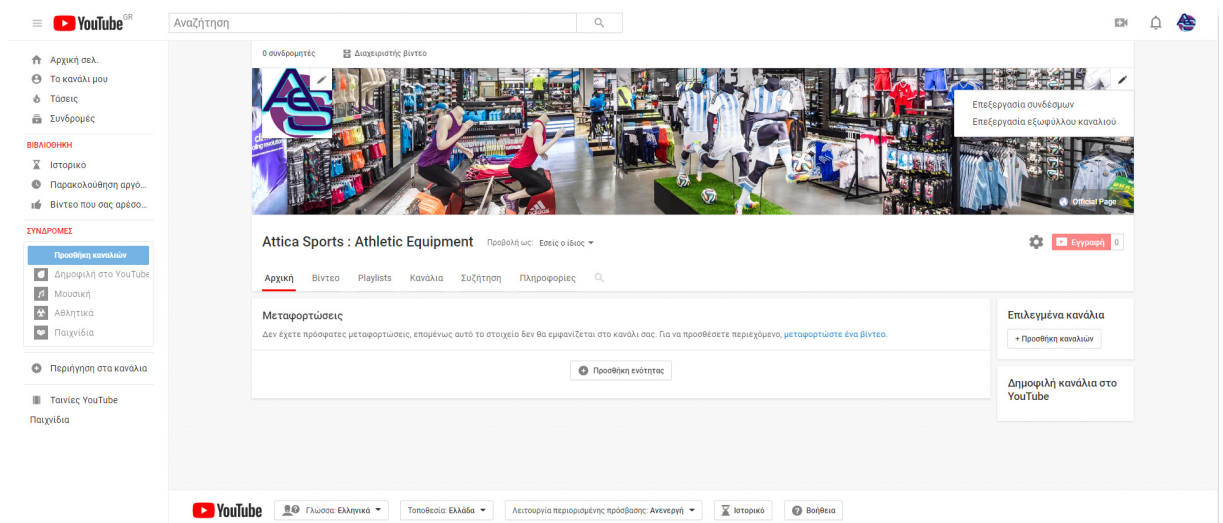 YouTube GR
Αναζήτηση
Αρχική σελ.
Το κανάλι μου
Τάσεις
Συνδρομές
ΒΙΒΛΙΟΘΗΚΗ
Ιστορικό
Παρακολούθηση αργό...
Βίντεο που σας αρέσο...
ΣΥΝΔΡΟΜΕΣ
Προσθήκη καναλιών
Δημοφιλή στο YouTube
Μουσική
Αθλητικά
Παιχνίδια
Περιήγηση στα κανάλια
Ταινίες YouTube
Παιχνίδια
0 συνδρομητές Διαχειριστής βίντεο
Επεξεργασία συνδέσμων
Επεξεργασία εξωφύλλου καναλιού
adidas
Official Page
Attica Sports : Athletic Equipment Προβολή ως: Εσείς ο ίδιος
Εγγραφή 0
Αρχική Βίντεο Playlists Κανάλια Συζήτηση Πληροφορίες
Μεταφορτώσεις
Δεν έχετε πρόσφατες μεταφορτώσεις, επομένως αυτό το στοιχείο δεν θα εμφανίζεται στο κανάλι σας. Για να προσθέσετε περιεχόμενο, μεταφορτώστε ένα βίντεο.
Προσθήκη ενότητας
Επιλεγμένα κανάλια
+ Προσθήκη καναλιών
Δημοφιλή κανάλια στο
YouTube
YouTube Γλώσσα: Ελληνικά Τοποθεσία: Ελλάδα Λειτουργία περιορισμένης πρόσβασης: Ανενεργή Ιστορικό Βοήθεια